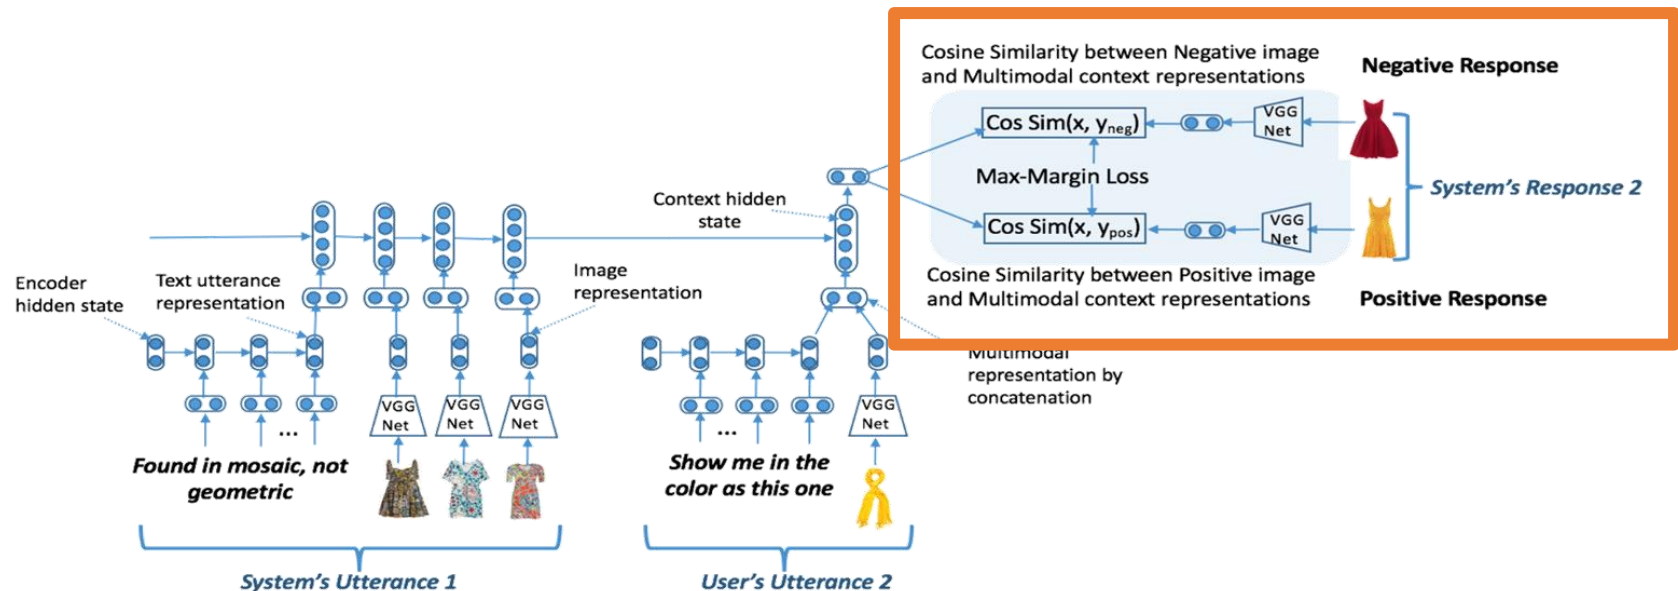 Cosine Similarity between Negative image
and Multimodal context representations
Negative Response
Cos Sim(x, yneg)
VGG
Net
Max-Margin Loss
System's Response 2
Cos Sim(x, ypos)
VGG
Net
Cosine Similarity between Positive image
and Multimodal context representations
Positive Response
Context hidden
state
Encoder
hidden state
Text utterance
representation
Image
representation
Multimodal
representation by
concatenation
VGG
Net
VGG
Net
VGG
Net
VGG
Net
...
...
Found in mosaic, not
geometric
Show me in the
color as this one
System's Utterance 1
User's Utterance 2